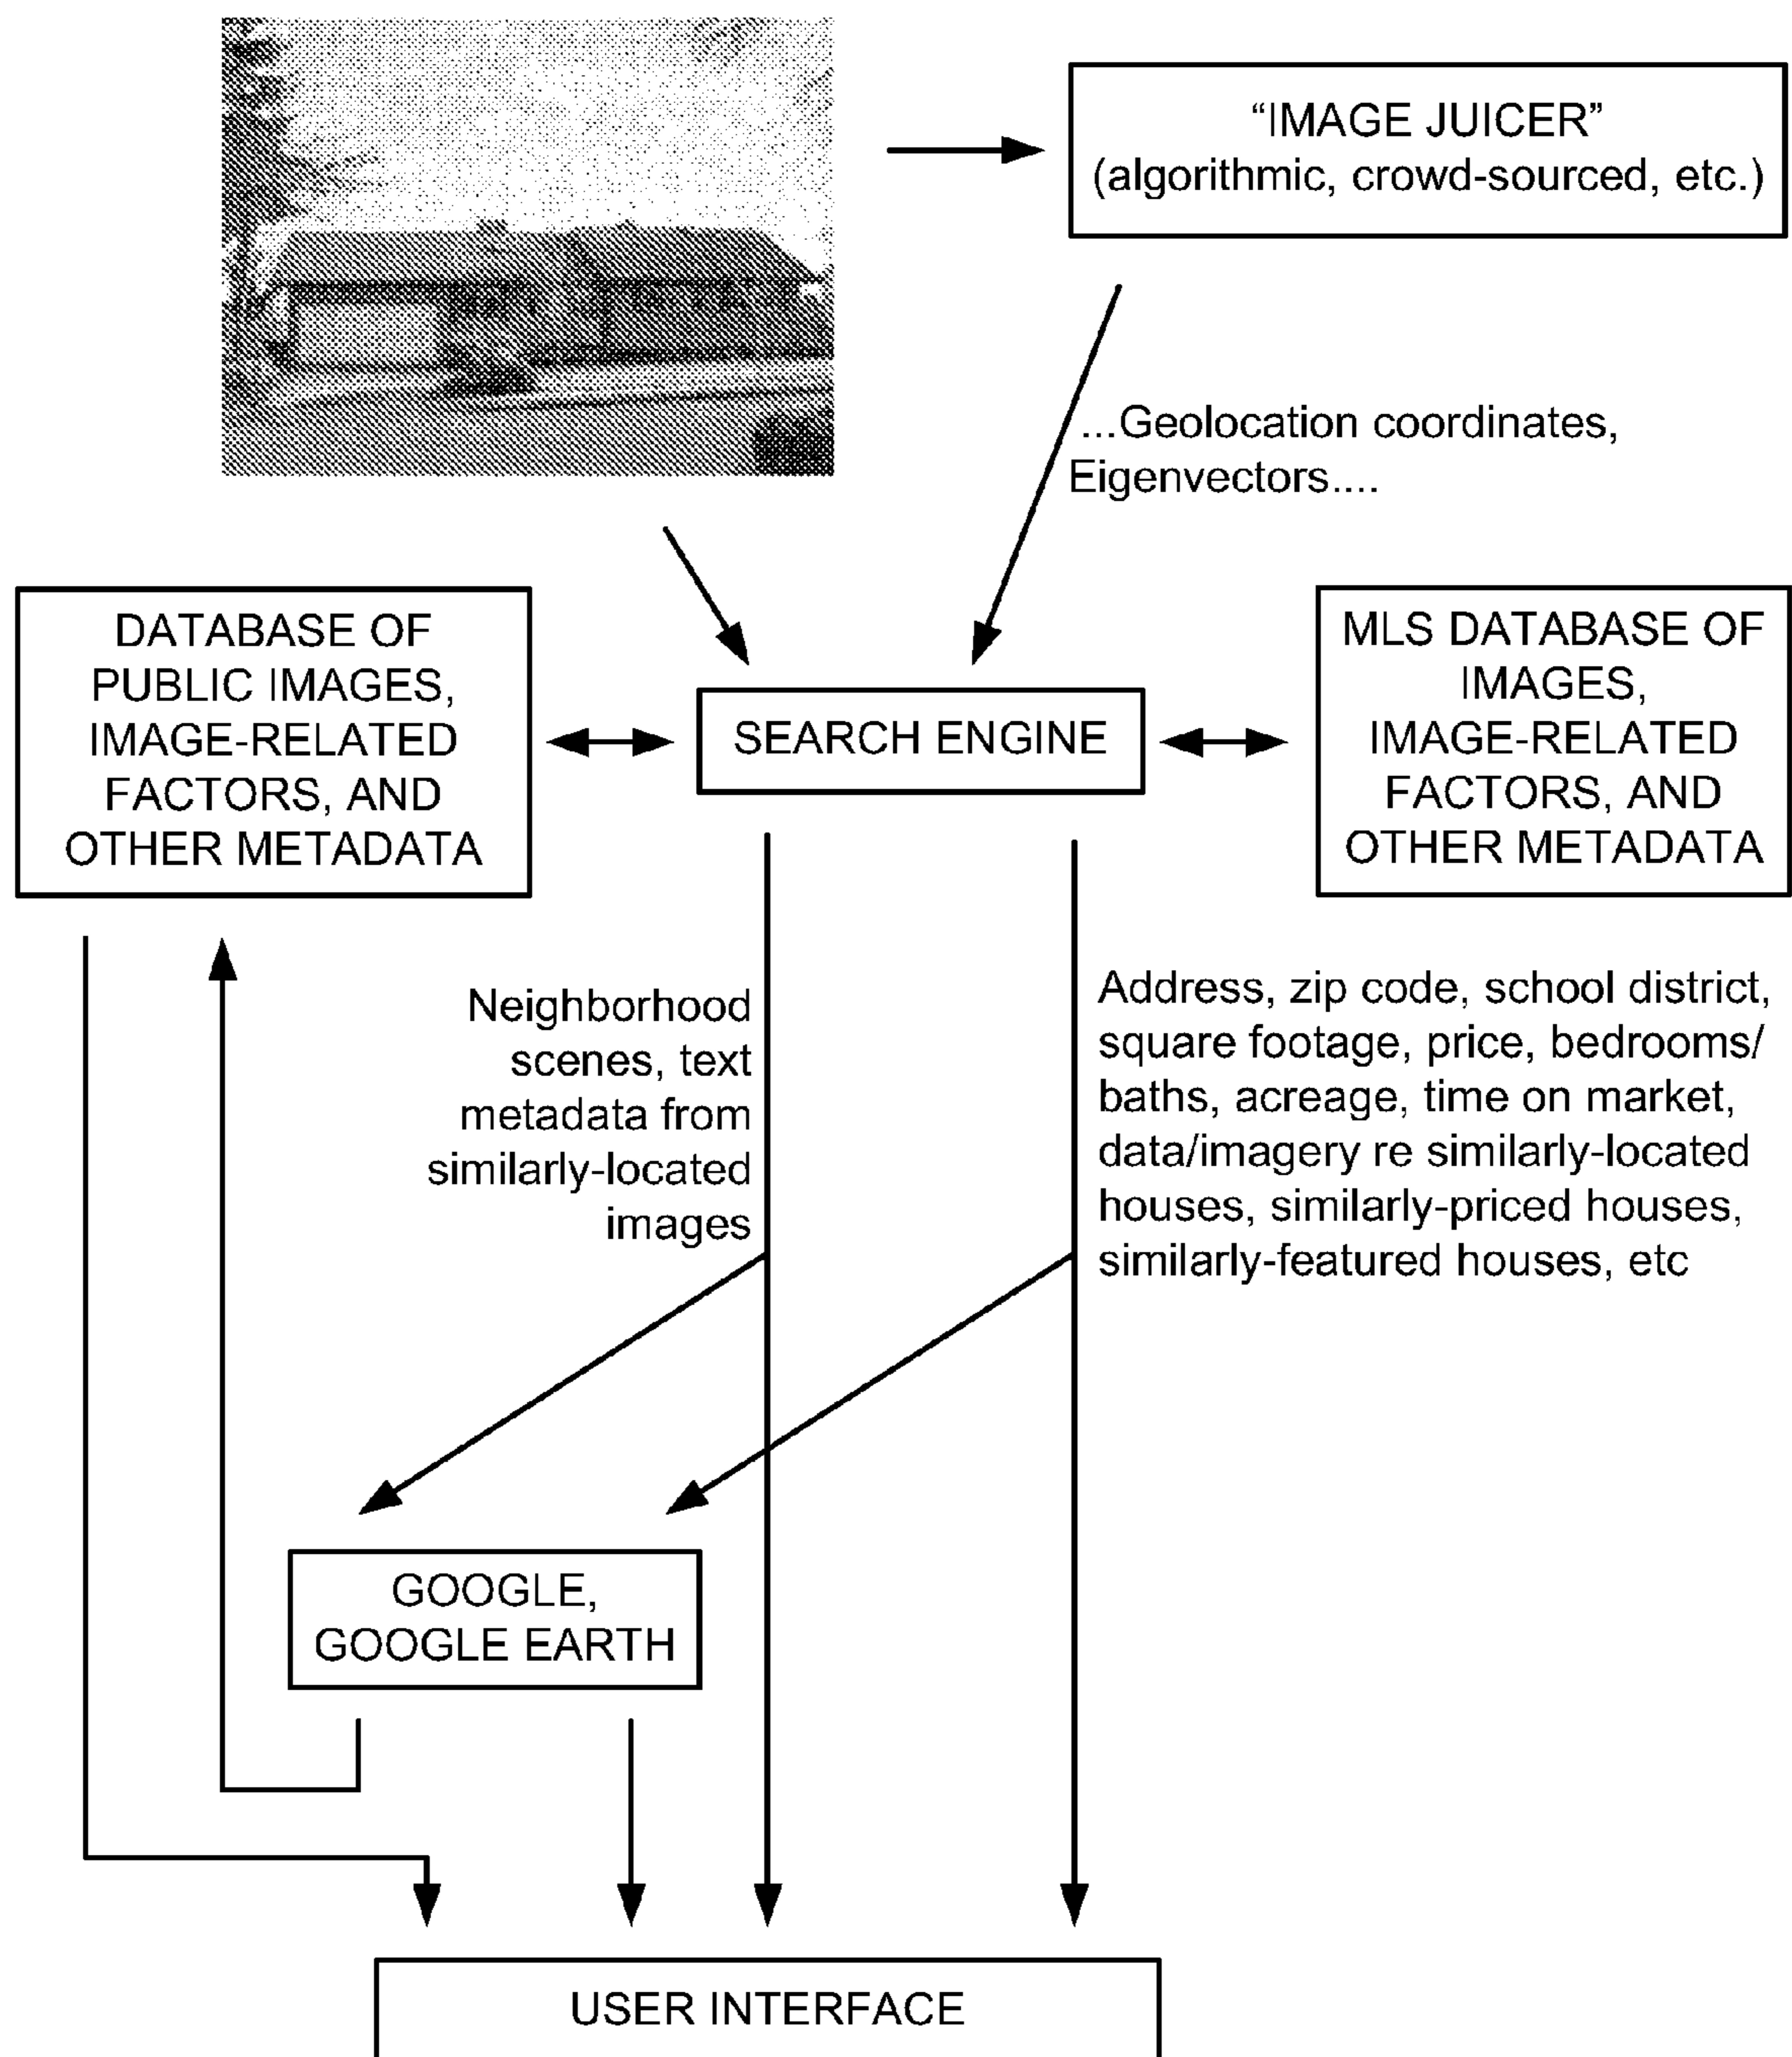 “IMAGE JUICER”
(algorithmic, crowd-sourced, etc.)
...Geolocation coordinates,
Eigenvectors....
DATABASE OF
PUBLIC IMAGES,
IMAGE-RELATED
FACTORS, AND
OTHER METADATA
SEARCH ENGINE
MLS DATABASE OF
IMAGES,
IMAGE-RELATED
FACTORS, AND
OTHER METADATA
Neighborhood
scenes, text
metadata from
similarly-located
images
Address, zip code, school district,
square footage, price, bedrooms/
baths, acreage, time on market,
data/imagery re similarly-located
houses, similarly-priced houses,
similarly-featured houses, etc
GOOGLE,
GOOGLE EARTH
USER INTERFACE